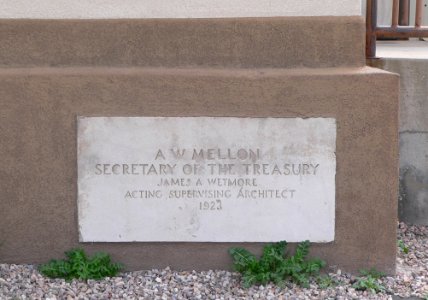 A W MELLON
SECRETARY OF THE TREASURY
JAMES A WETMORE
ACTING SUPERVISING ARCHITECT
1923